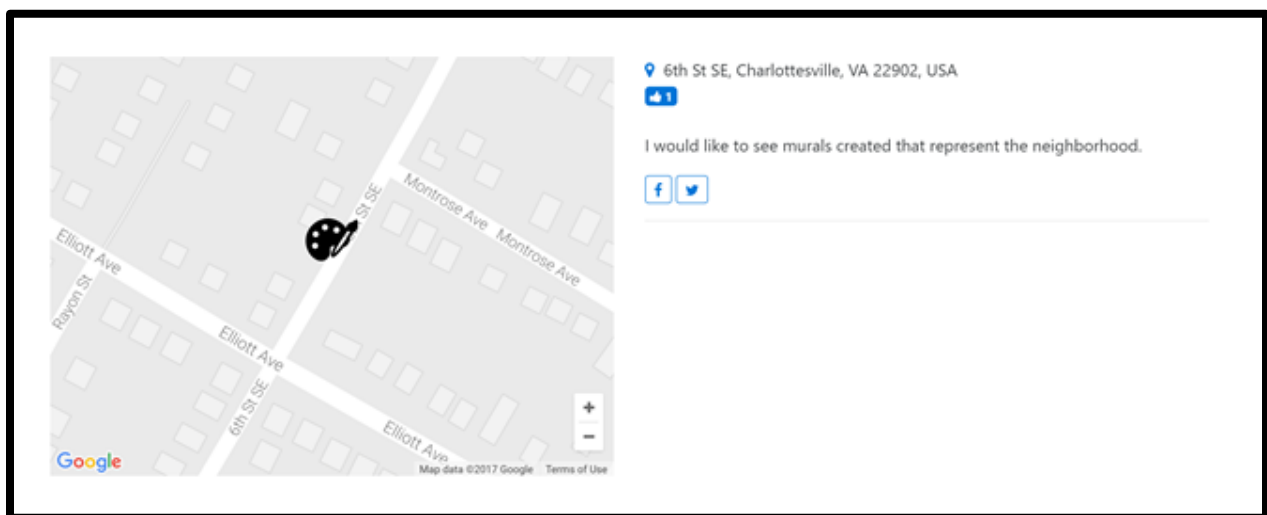 6th St SE, Charlottesville, VA 22902, USA
1
I would like to see murals created that represent the neighborhood.
St SE
Montrose Ave
Montrose Ave
Elliott Ave
Rayon St
Elliott Ave
6th St SE
Elliott Ave
+
−
Google
Map data ©2017 Google Terms of Use